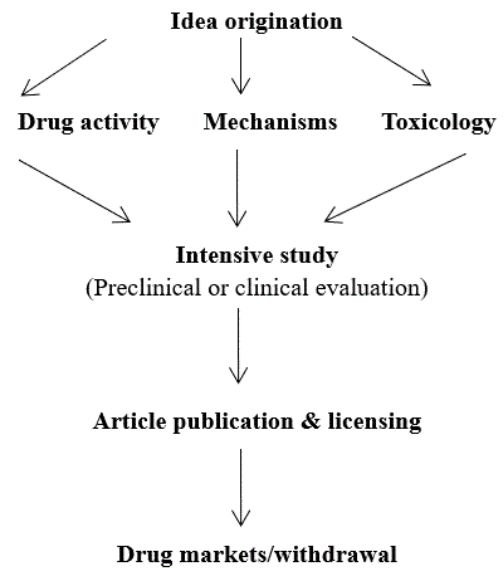 Idea origination
Drug activity Mechanisms Toxicology
Intensive study
(Preclinical or clinical evaluation)
Article publication & licensing
Drug markets/withdrawal